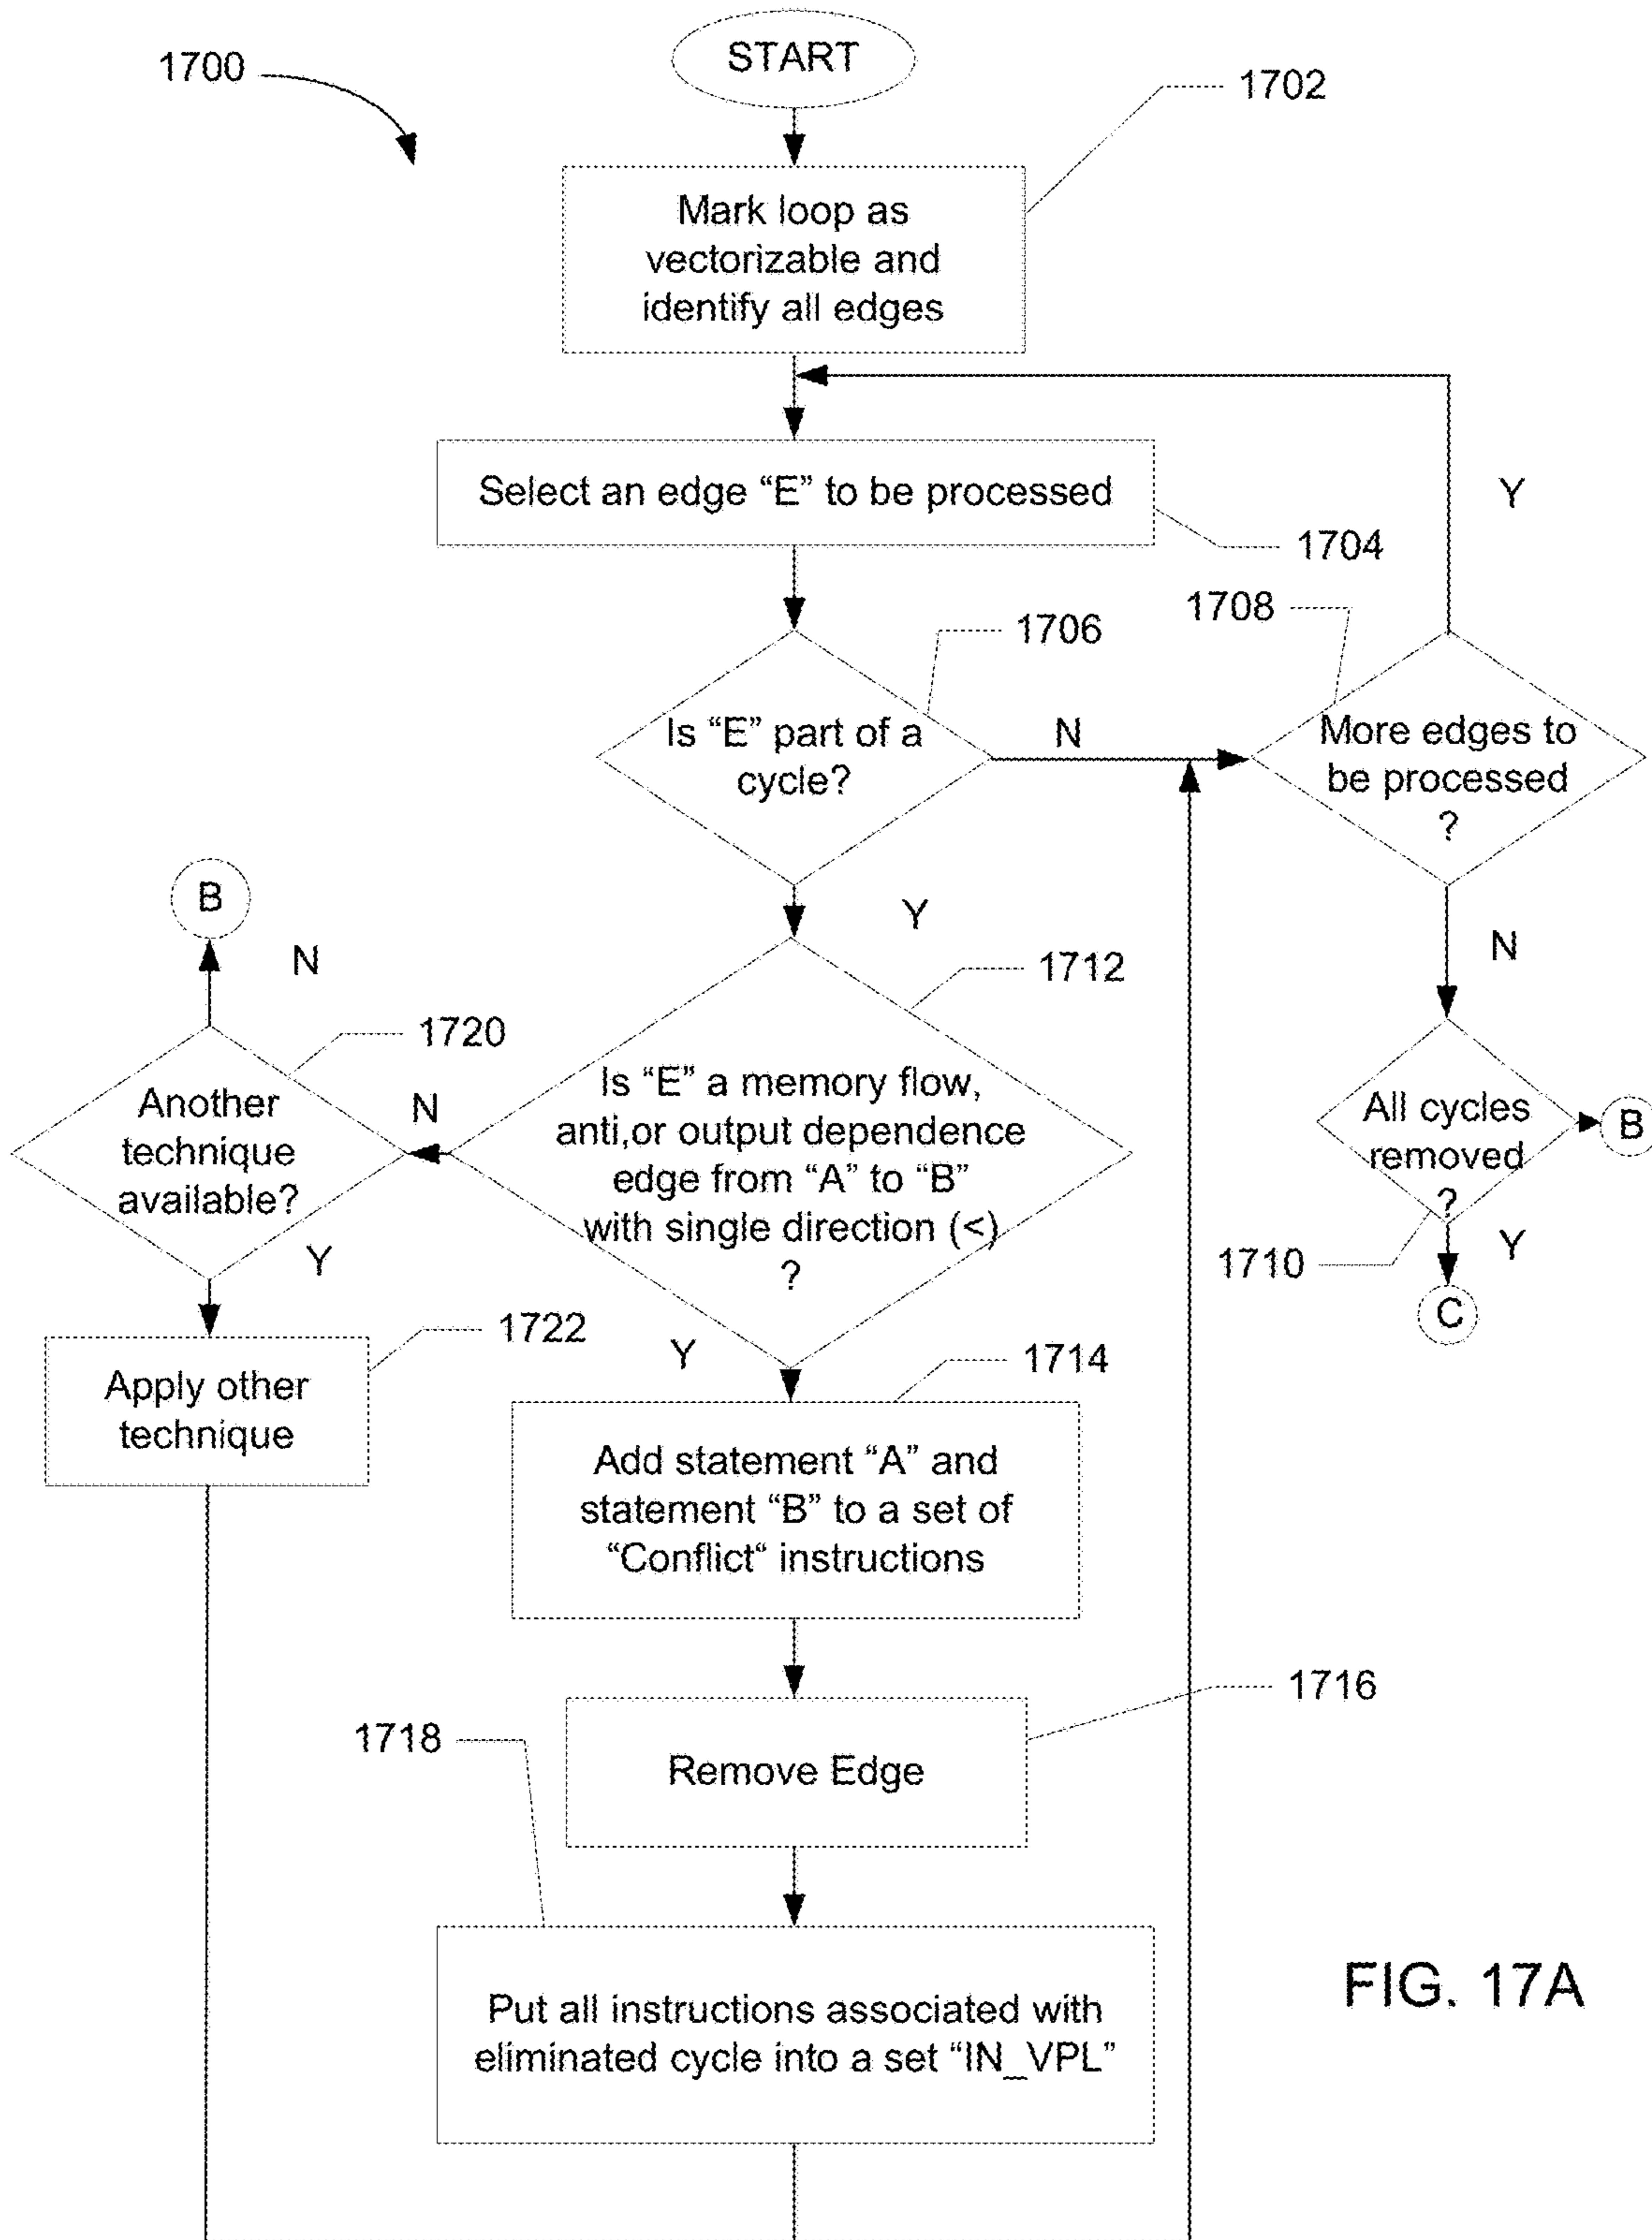 START
1700
1702
Mark loop as
vectorizable and
identify all edges
Select an edge “E” to be processed
Y
1704
1708
1706
Is “E” part of a
cycle?
N
More edges to
be processed
?
B
N
Y
N
1712
1720
Another
technique
available?
N
Is “E” a memory flow,
anti,or output dependence
edge from “A” to “B”
with single direction (<)
?
All cycles
removed
?
B
1710
Y
C
Y
1722
Apply other
technique
Y
1714
Add statement “A” and
statement “B” to a set of
“Conflict“ instructions
1716
1718
Remove Edge
Put all instructions associated with
eliminated cycle into a set “IN_VPL”
FIG. 17A